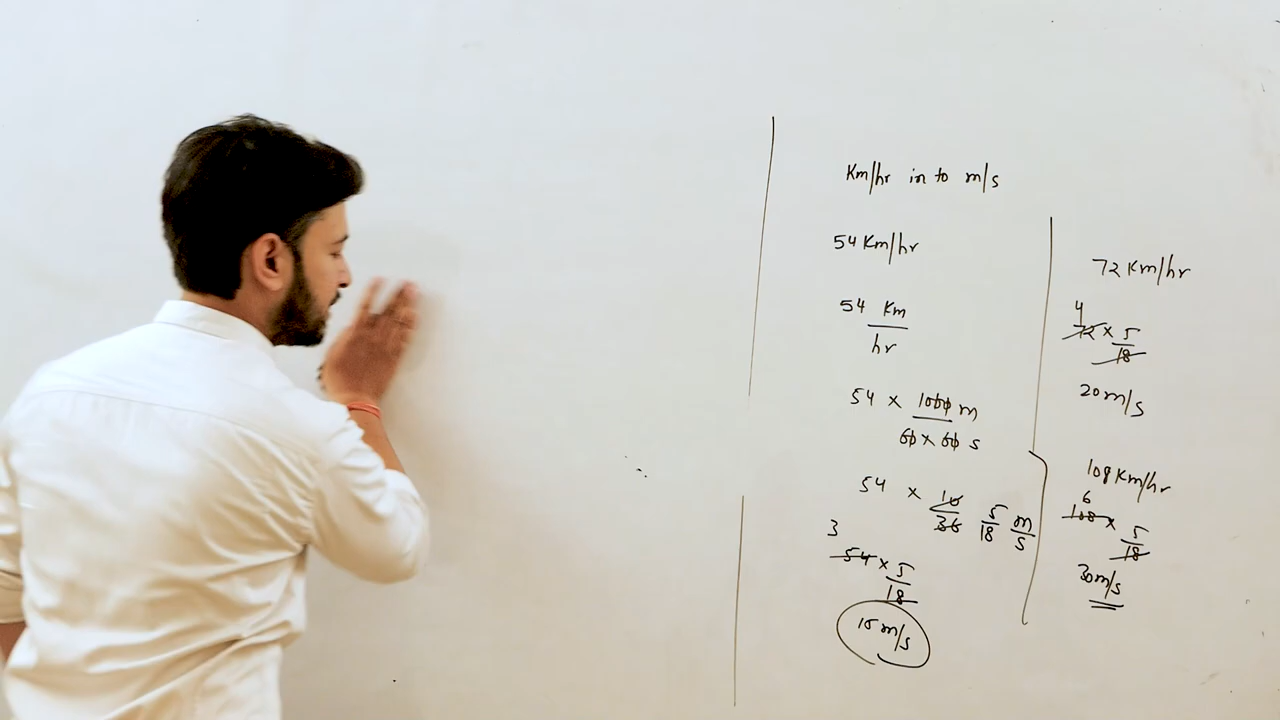 Km/hr in to m/s
54 Km/hr
54 Km
hr
54 × 1000 m
60 × 60 s
54 × 10
36
5
18
m
s
3
54 × 5
18
15 m/s
72 Km/hr
4
72 × 5
18
20 m/s
108 Km/hr
6
108 × 5
18
30 m/s